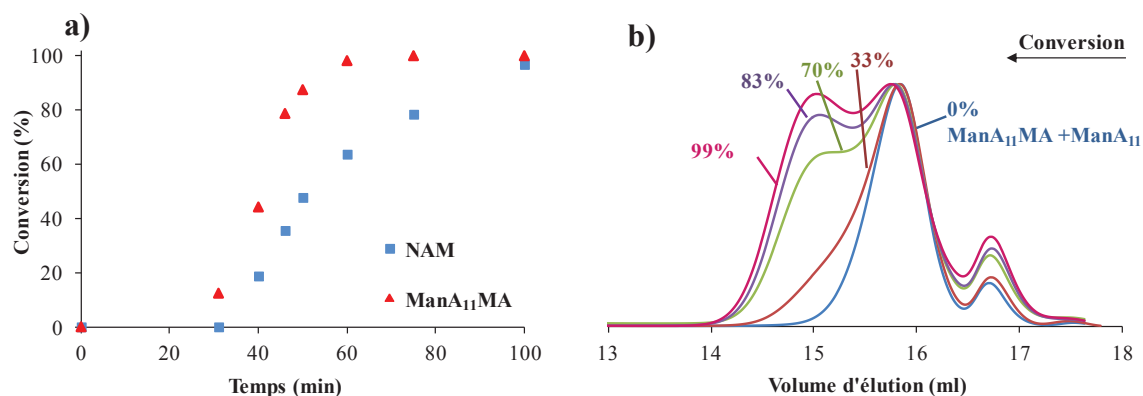 a)
100
80
60
40
20
0
Conversion (%)
NAM
ManA₁₁MA
0 20 40 60 80 100
Temps (min)
b)
Conversion
33%
70%
83%
0%
ManA₁₁MA +ManA₁₁
99%
13 14 15 16 17 18
Volume d'élution (ml)